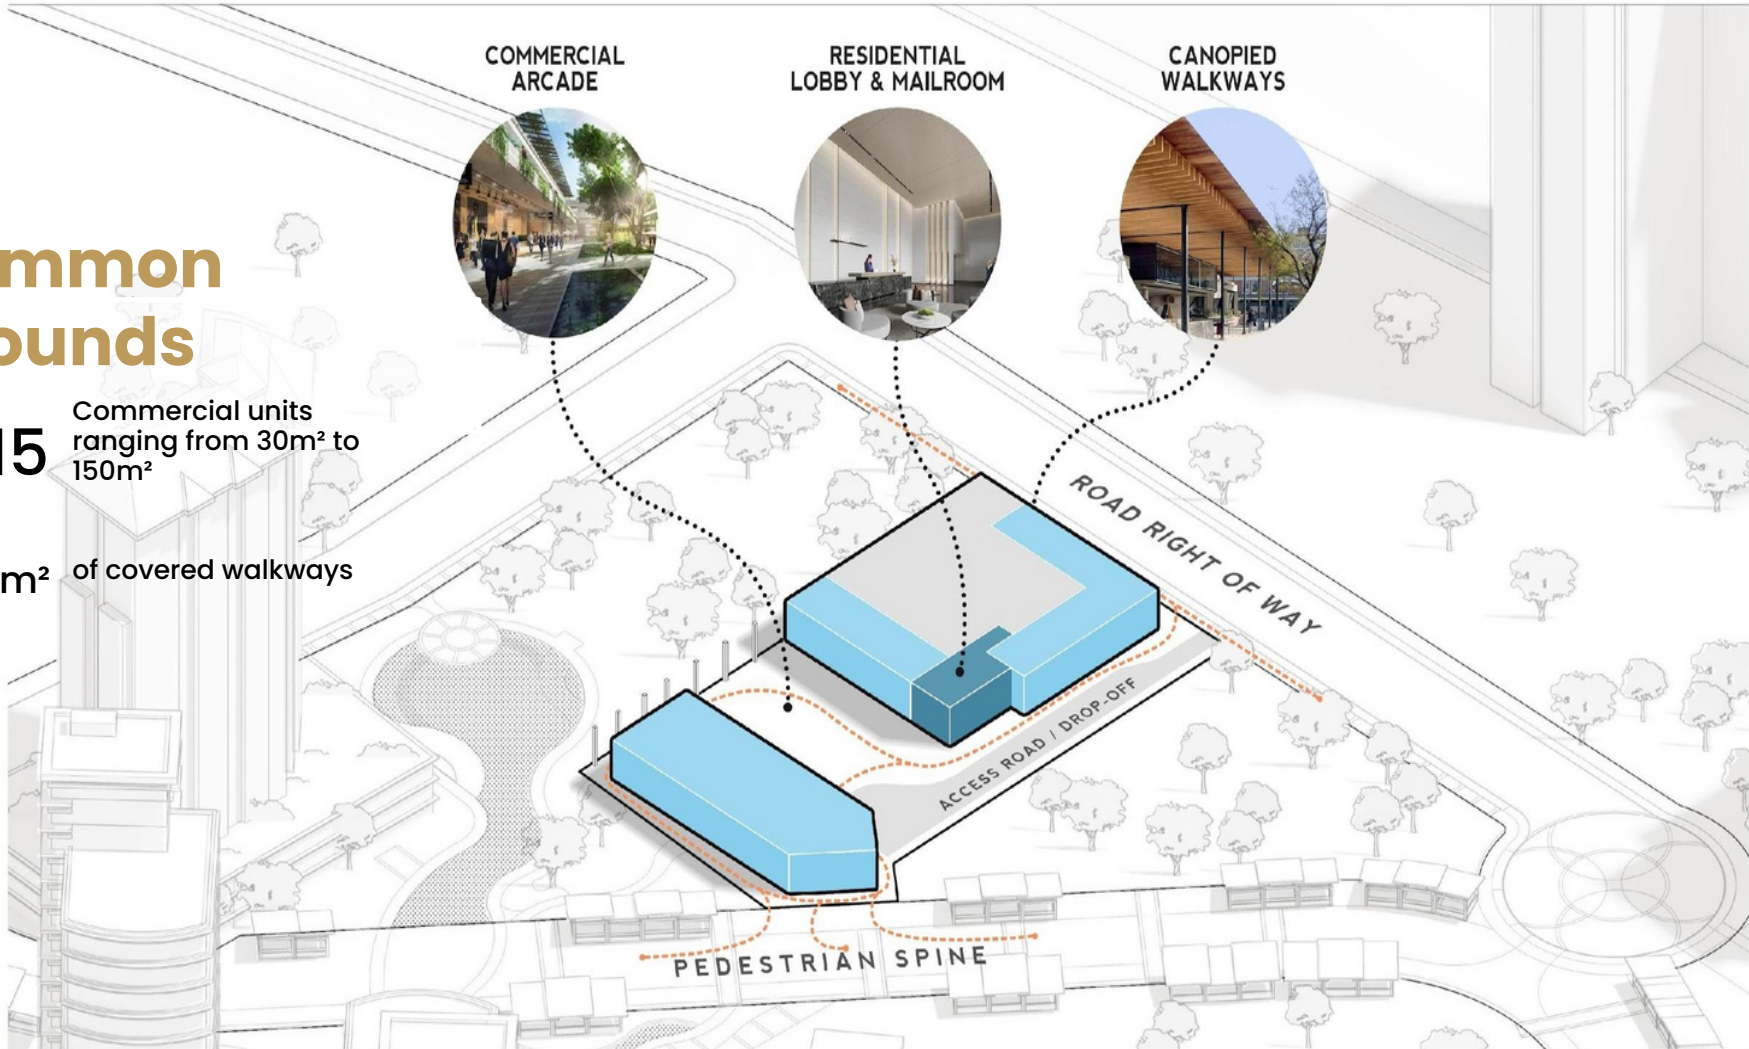 COMMERCIAL
ARCADE
RESIDENTIAL
LOBBY & MAILROOM
CANOPIED
WALKWAYS
mmon
ounds
15
Commercial units
ranging from 30m² to
150m²
m²
of covered walkways
ROAD RIGHT OF WAY
ACCESS ROAD / DROP-OFF
PEDESTRIAN SPINE